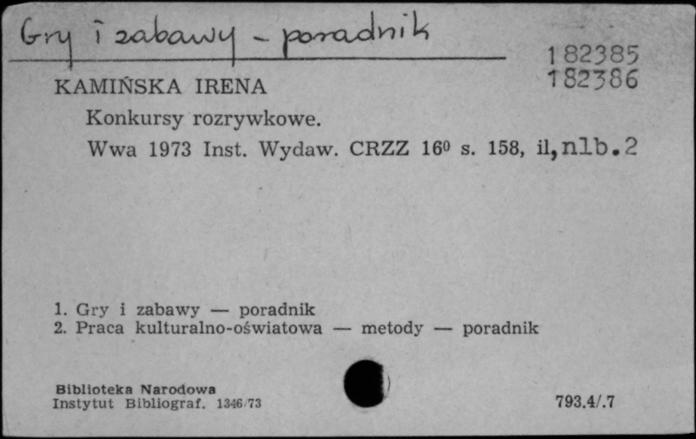 Gry i zabawy - poradnik
182385
182386
KAMIŃSKA IRENA
Konkursy rozrywkowe.
Wwa 1973 Inst. Wydaw. CRZZ 16⁰ s. 158, il, nlb.2
1. Gry i zabawy — poradnik
2. Praca kulturalno-oświatowa — metody — poradnik
Biblioteka Narodowa
Instytut Bibliograf. 1346/73
793.4/.7